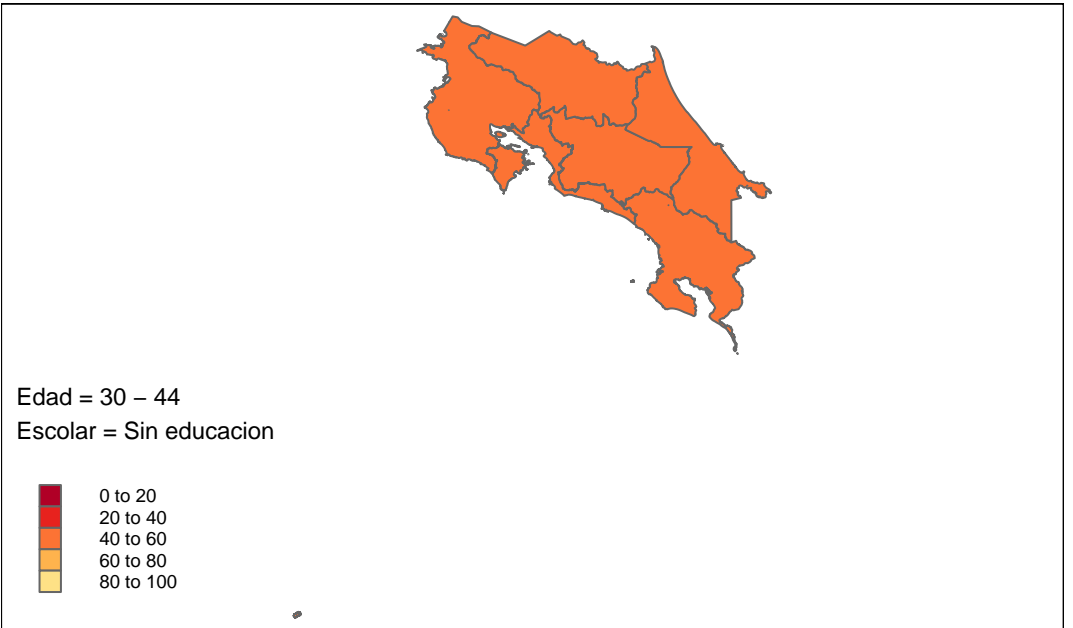 Edad = 30 − 44
Escolar = Sin educacion
0 to 20
20 to 40
40 to 60
60 to 80
80 to 100